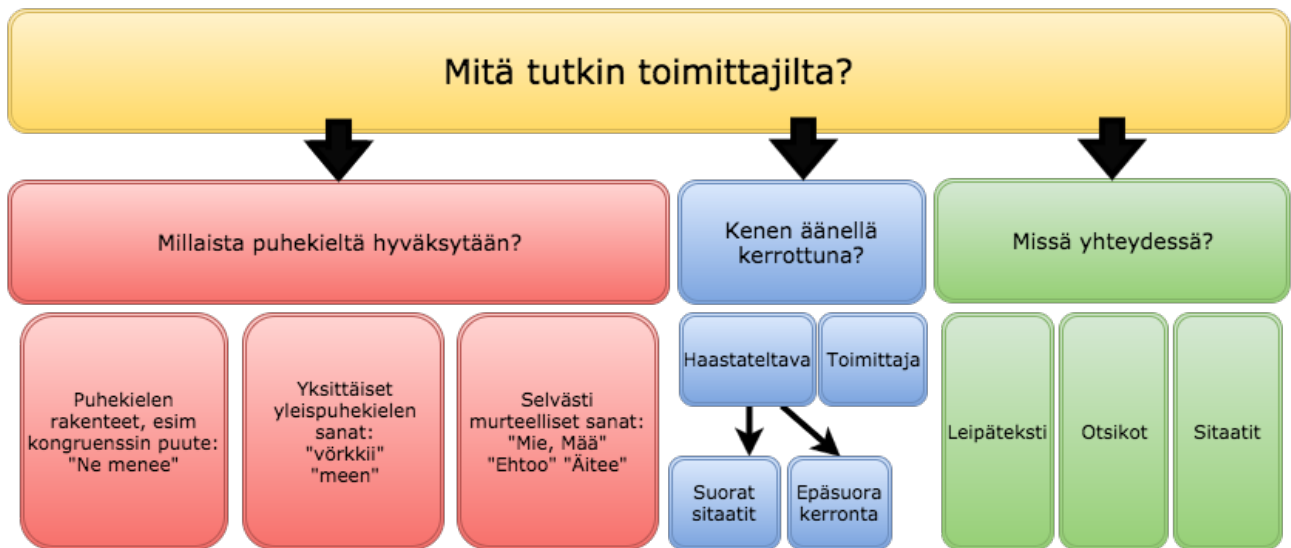 Mitä tutkin toimittajilta?
Millaista puhekieltä hyväksytään?
Kenen äänellä
kerrottuna?
Missä yhteydessä?
Puhekielen
rakenteet, esim
kongruenssin puute:
"Ne menee"
Yksittäiset
yleispuhekielen
sanat:
"vörkkii"
"meen"
Selvästi
murteelliset sanat:
"Mie, Mää"
"Ehtoo" "Äitee"
Haastateltava
Toimittaja
Suorat
sitaatit
Epäsuora
kerronta
Leipäteksti
Otsikot
Sitaatit